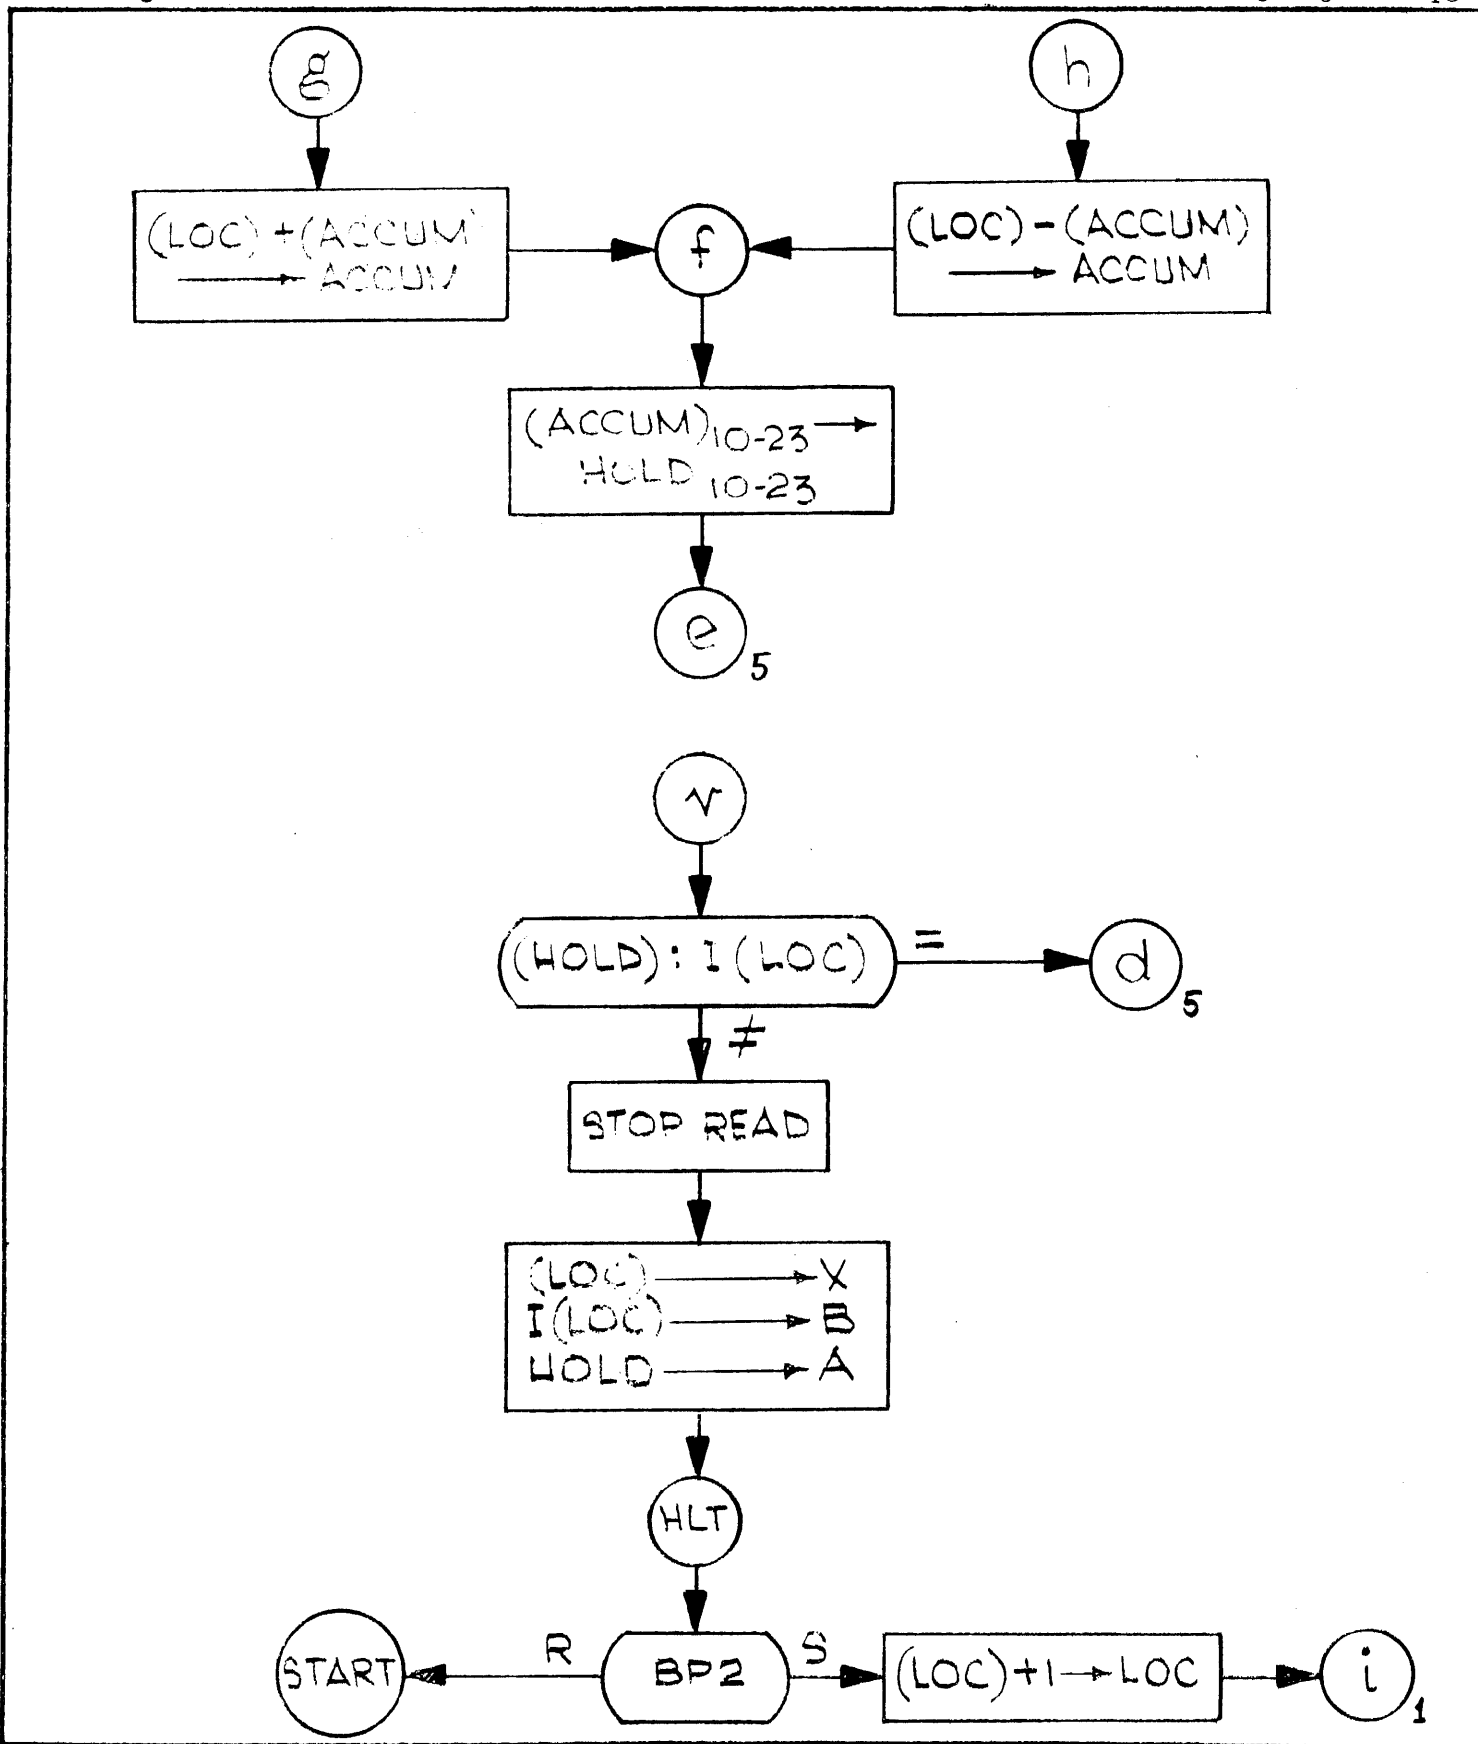 g
h
(LOC)+(ACCUM)
→ ACCUM
f
(LOC)-(ACCUM)
→ ACCUM
(ACCUM)10-23 →
HOLD 10-23
e 5
v
(HOLD): I(LOC)
=
d 5
≠
STOP READ
(LOC) → X
I(LOC) → B
HOLD → A
HLT
START
R
BP2
S
(LOC)+1→LOC
i 1